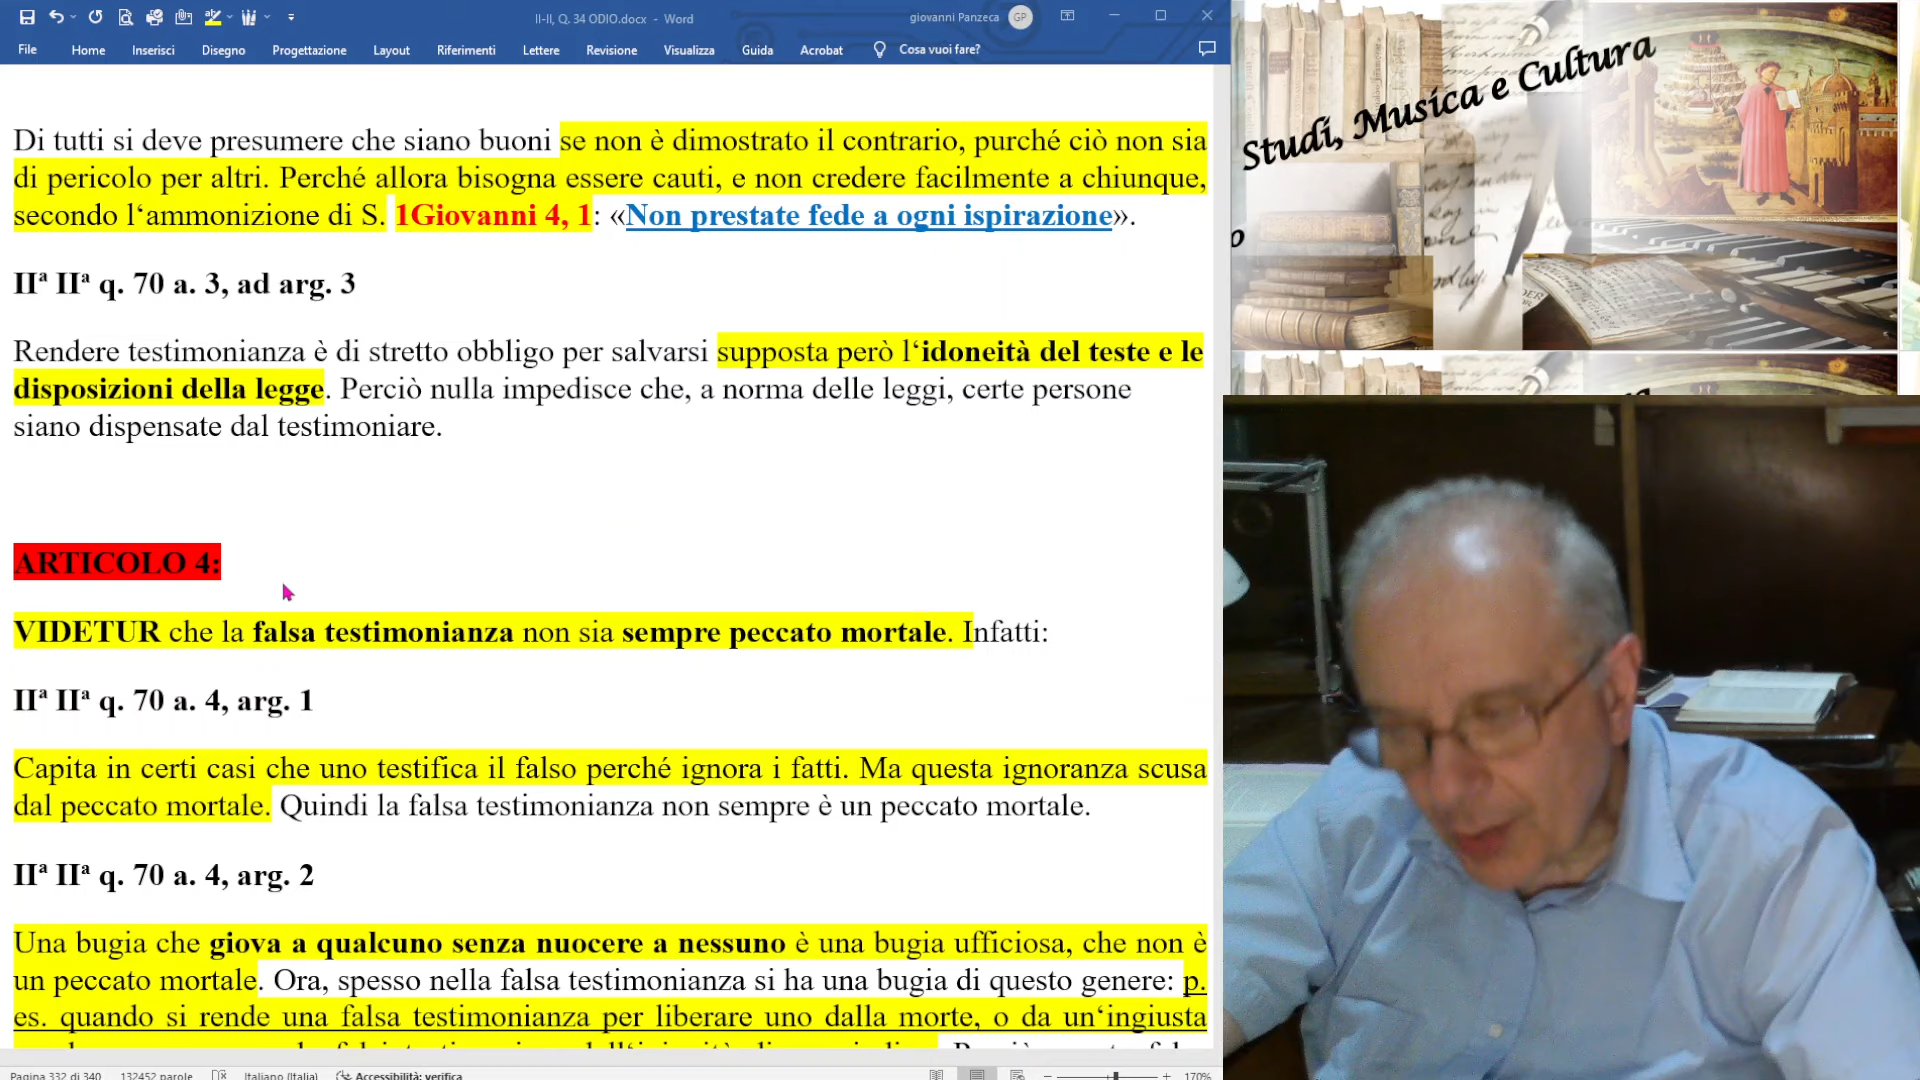 II-II, Q. 34 ODIO.docx - Word
giovanni Panzeca
GP
File Home Inserisci Disegno Progettazione Layout Riferimenti Lettere Revisione Visualizza Guida Acrobat Cosa vuoi fare?
Di tutti si deve presumere che siano buoni se non è dimostrato il contrario, purché ciò non sia
di pericolo per altri. Perché allora bisogna essere cauti, e non credere facilmente a chiunque,
secondo l‘ammonizione di S. 1Giovanni 4, 1: «Non prestate fede a ogni ispirazione».
IIª IIª q. 70 a. 3, ad arg. 3
Rendere testimonianza è di stretto obbligo per salvarsi supposta però l‘idoneità del teste e le
disposizioni della legge. Perciò nulla impedisce che, a norma delle leggi, certe persone
siano dispensate dal testimoniare.
ARTICOLO 4:
VIDETUR che la falsa testimonianza non sia sempre peccato mortale. Infatti:
IIª IIª q. 70 a. 4, arg. 1
Capita in certi casi che uno testifica il falso perché ignora i fatti. Ma questa ignoranza scusa
dal peccato mortale. Quindi la falsa testimonianza non sempre è un peccato mortale.
IIª IIª q. 70 a. 4, arg. 2
Una bugia che giova a qualcuno senza nuocere a nessuno è una bugia ufficiosa, che non è
un peccato mortale. Ora, spesso nella falsa testimonianza si ha una bugia di questo genere: p.
es. quando si rende una falsa testimonianza per liberare uno dalla morte, o da un‘ingiusta
Pagina 332 di 340 132452 parole Italiano (Italia) Accessibilità: verifica 170%
Studi, Musica e Cultura